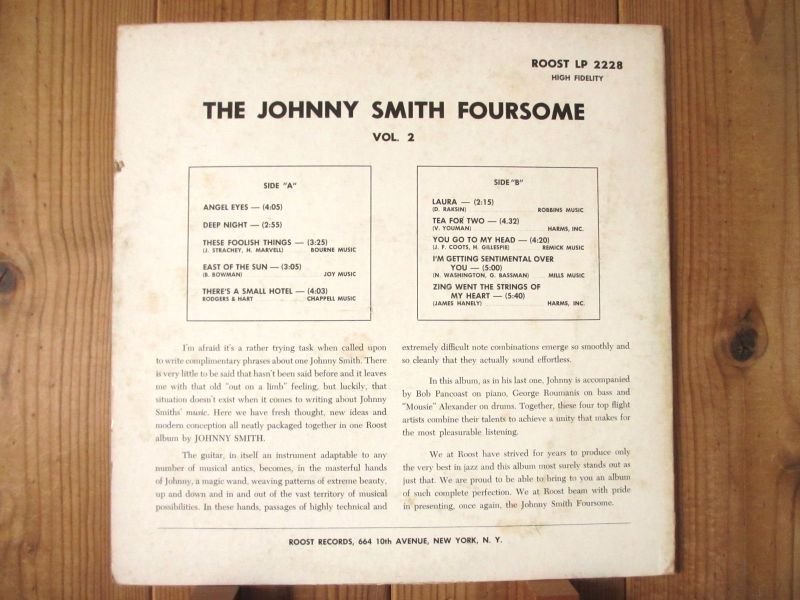 ROOST LP 2228
HIGH FIDELITY
THE JOHNNY SMITH FOURSOME
VOL. 2
SIDE "A"
ANGEL EYES — (4:05)
DEEP NIGHT — (2:55)
THESE FOOLISH THINGS — (3:25)
(J. STRACHEY, H. MARVELL) BOURNE MUSIC
EAST OF THE SUN — (3:05)
(B. BOWMAN) JOY MUSIC
THERE'S A SMALL HOTEL — (4:03)
RODGERS & HART CHAPPELL MUSIC
SIDE "B"
LAURA — (2:15)
(D. RAKSIN) ROBBINS MUSIC
TEA FOR TWO — (4.32)
(V. YOUMAN) HARMS, INC.
YOU GO TO MY HEAD — (4:20)
(J. F. COOTS, H. GILLESPIE) REMICK MUSIC
I'M GETTING SENTIMENTAL OVER
YOU — (5:00)
(N. WASHINGTON, G. BASSMAN) MILLS MUSIC
ZING WENT THE STRINGS OF
MY HEART — (5:40)
(JAMES HANELY) HARMS, INC.
I'm afraid it's a rather trying task when called upon
to write complimentary phrases about one Johnny Smith. There
is very little to be said that hasn't been said before and it leaves
me with that old "out on a limb" feeling, but luckily, that
situation doesn't exist when it comes to writing about Johnny
Smiths' music. Here we have fresh thought, new ideas and
modern conception all neatly packaged together in one Roost
album by JOHNNY SMITH.
The guitar, in itself an instrument adaptable to any
number of musical antics, becomes, in the masterful hands
of Johnny, a magic wand, weaving patterns of extreme beauty,
up and down and in and out of the vast territory of musical
possibilities. In these hands, passages of highly technical and
extremely difficult note combinations emerge so smoothly and
so cleanly that they actually sound effortless.
In this album, as in his last one, Johnny is accompanied
by Bob Pancoast on piano, George Roumanis on bass and
"Mousie" Alexander on drums. Together, these four top flight
artists combine their talents to achieve a unity that makes for
the most pleasurable listening.
We at Roost have strived for years to produce only
the very best in jazz and this album most surely stands out as
just that. We are proud to be able to bring to you an album
of such complete perfection. We at Roost beam with pride
in presenting, once again, the Johnny Smith Foursome.
ROOST RECORDS, 664 10th AVENUE, NEW YORK, N. Y.